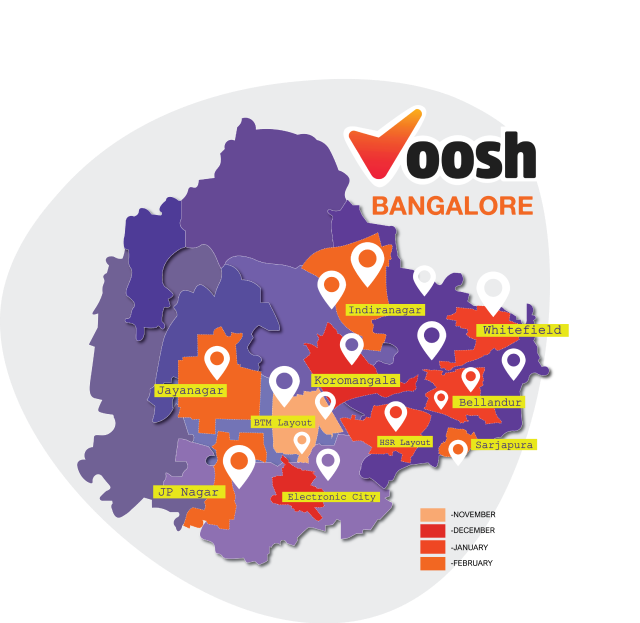 Voosh
BANGALORE
Indiranagar
Whitefield
Koromangala
Jayanagar
Bellandur
BTM Layout
HSR Layout
Sarjapura
JP Nagar
Electronic City
-NOVEMBER
-DECEMBER
-JANUARY
-FEBRUARY